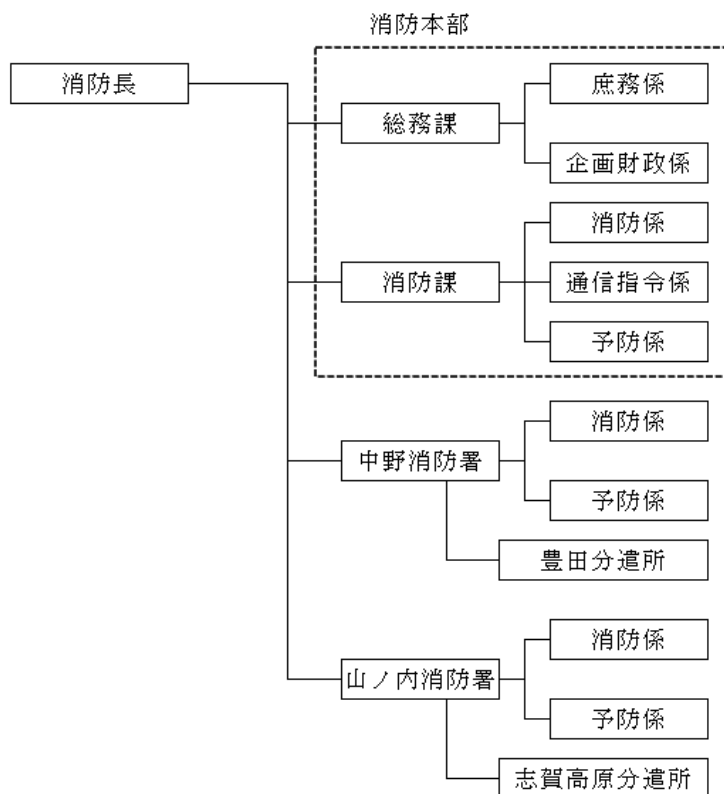 消防本部
消防長
総務課
庶務係
企画財政係
消防課
消防係
通信指令係
予防係
中野消防署
消防係
予防係
豊田分遣所
山ノ内消防署
消防係
予防係
志賀高原分遣所